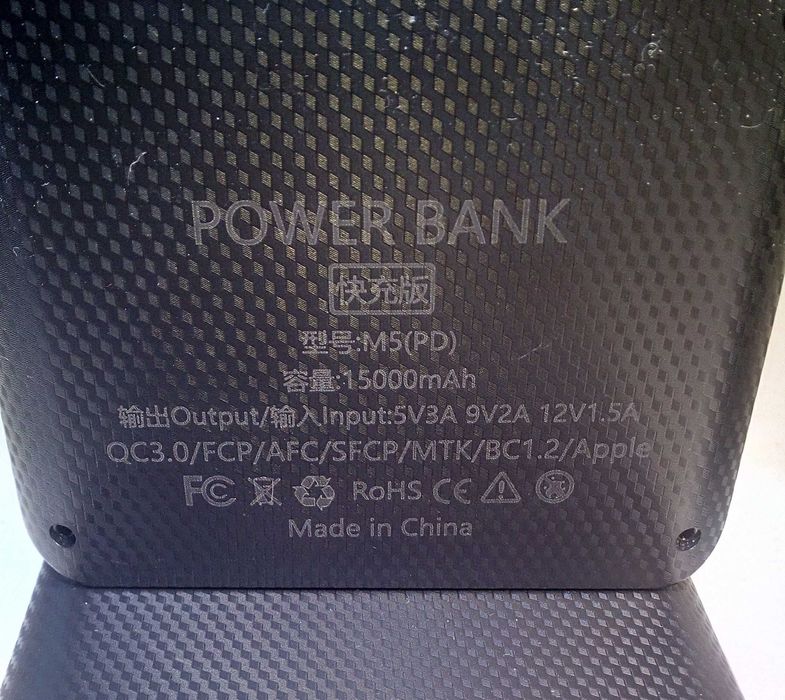 POWER BANK
快充版
型号:M5(PD)
容量:15000mAh
输出Output/输入Input:5V3A 9V2A 12V1.5A
QC3.0/FCP/AFC/SFCP/MTK/BC1.2/Apple
FC RoHS CE
Made in China